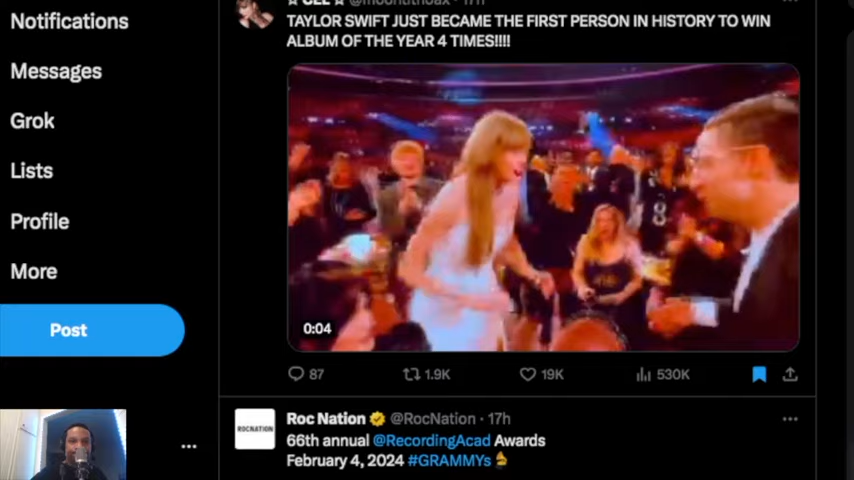 Notifications
Messages
Grok
Lists
Profile
More
Post
17h
TAYLOR SWIFT JUST BECAME THE FIRST PERSON IN HISTORY TO WIN
ALBUM OF THE YEAR 4 TIMES!!!!
0:04
87 1.9K 19K 530K
ROCNATION
Roc Nation @RocNation · 17h
66th annual @RecordingAcad Awards
February 4, 2024 #GRAMMYs